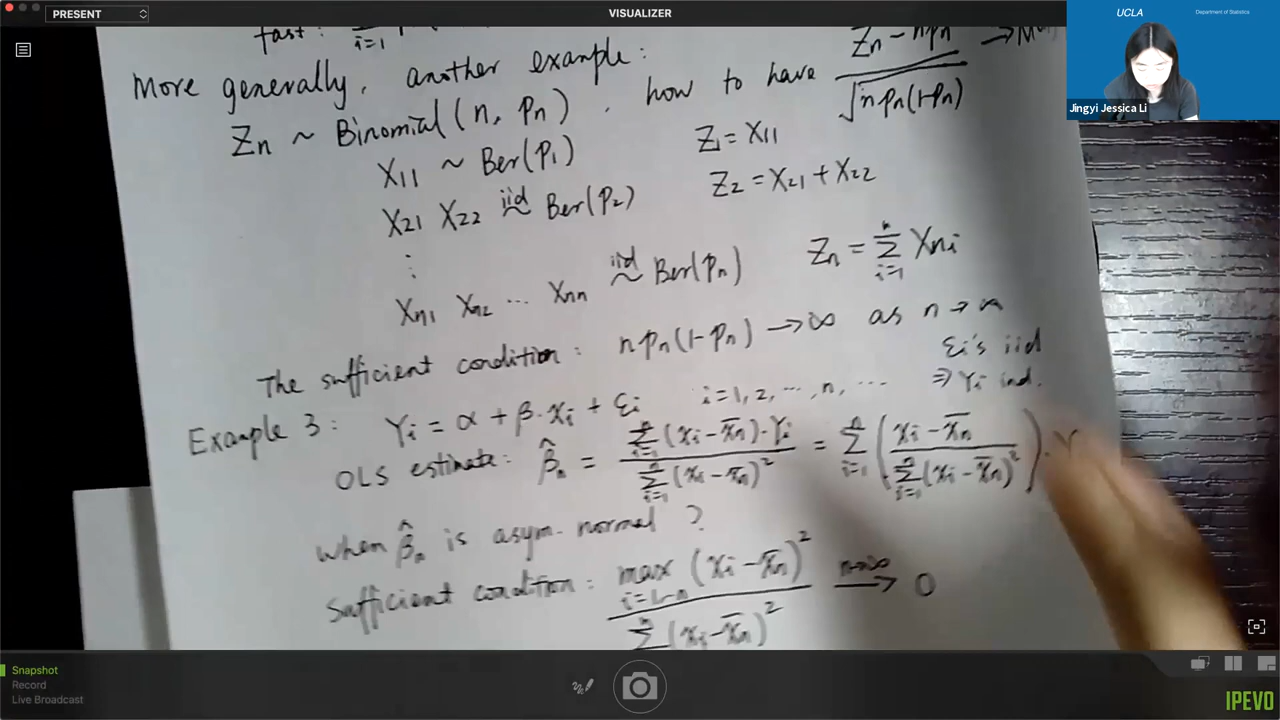 PRESENT
VISUALIZER
UCLA
Department of Statistics
Jingyi Jessica Li
fast: Σ i=1
More generally, another example:
Zn ~ Binomial(n, pn), how to have (Zn - npn) / √(n pn(1-pn)) →
X11 ~ Ber(p1) Z1 = X11
X21 X22 iid ~ Ber(p2) Z2 = X21 + X22
⋮
Xn1 Xn2 ... Xnn iid ~ Ber(pn) Zn = Σ_{i=1}^n Xni
The sufficient condition: n pn(1-pn) → ∞ as n → ∞
Example 3: Yi = α + β·xi + εi i=1, 2, ..., n, ... εi's iid ⇒ Yi ind.
OLS estimate: β̂n = Σ_{i=1}^n (xi - x̄n)·Yi / Σ_{i=1}^n (xi - x̄n)² = Σ_{i=1}^n ( (xi - x̄n) / Σ_{i=1}^n (xi - x̄n)² )·Y
When β̂n is asym. normal?
Sufficient condition: max_{i=1~n} (xi - x̄n)² / Σ^n (xi - x̄n)² →^{n→∞} 0
Snapshot
Record
Live Broadcast
IPEVO